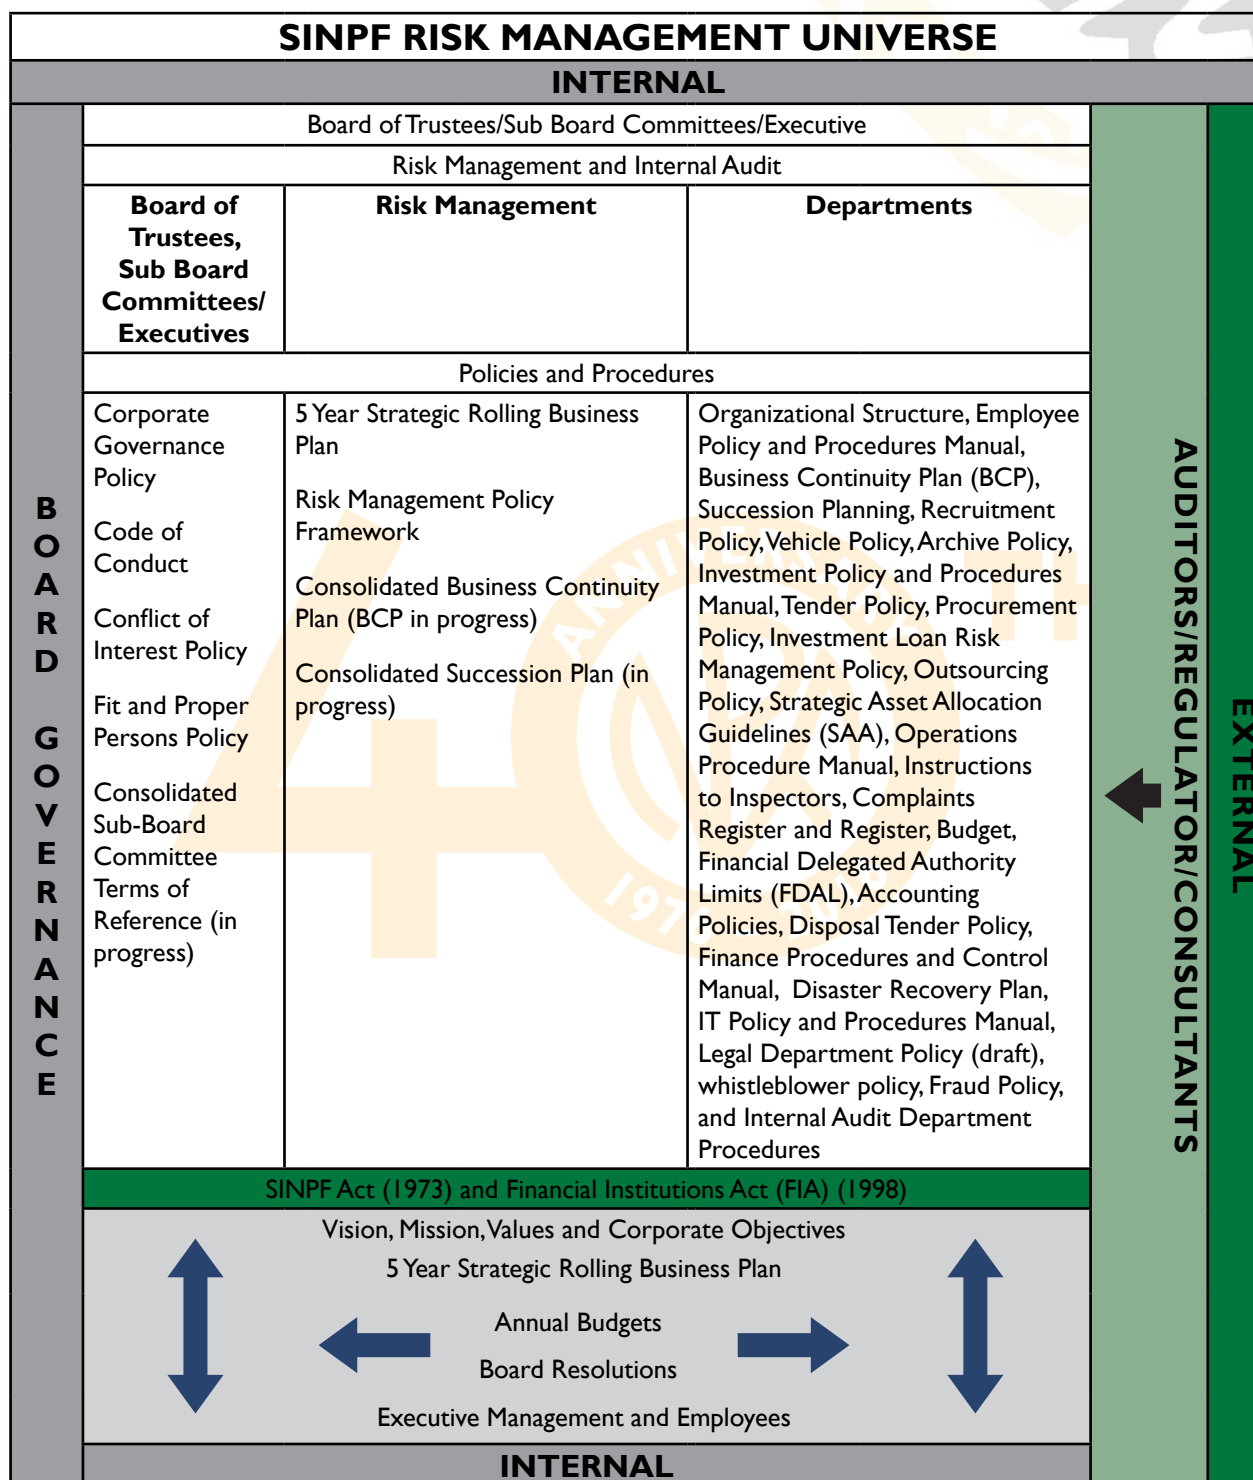 SINPF RISK MANAGEMENT UNIVERSE
INTERNAL
Board of Trustees/Sub Board Committees/Executive
Risk Management and Internal Audit
Board of
Trustees,
Sub Board
Committees/
Executives
Risk Management
Departments
Policies and Procedures
Corporate
Governance
Policy
Code of
Conduct
Conflict of
Interest Policy
Fit and Proper
Persons Policy
Consolidated
Sub-Board
Committee
Terms of
Reference (in
progress)
5 Year Strategic Rolling Business
Plan
Risk Management Policy
Framework
Consolidated Business Continuity
Plan (BCP in progress)
Consolidated Succession Plan (in
progress)
Organizational Structure, Employee
Policy and Procedures Manual,
Business Continuity Plan (BCP),
Succession Planning, Recruitment
Policy, Vehicle Policy, Archive Policy,
Investment Policy and Procedures
Manual, Tender Policy, Procurement
Policy, Investment Loan Risk
Management Policy, Outsourcing
Policy, Strategic Asset Allocation
Guidelines (SAA), Operations
Procedure Manual, Instructions
to Inspectors, Complaints
Register and Register, Budget,
Financial Delegated Authority
Limits (FDAL), Accounting
Policies, Disposal Tender Policy,
Finance Procedures and Control
Manual, Disaster Recovery Plan,
IT Policy and Procedures Manual,
Legal Department Policy (draft),
whistleblower policy, Fraud Policy,
and Internal Audit Department
Procedures
BOARD GOVERNANCE
AUDITORS/REGULATOR/CONSULTANTS
EXTERNAL
SINPF Act (1973) and Financial Institutions Act (FIA) (1998)
Vision, Mission, Values and Corporate Objectives
5 Year Strategic Rolling Business Plan
Annual Budgets
Board Resolutions
Executive Management and Employees
INTERNAL
40TH
ANNIVERSARY